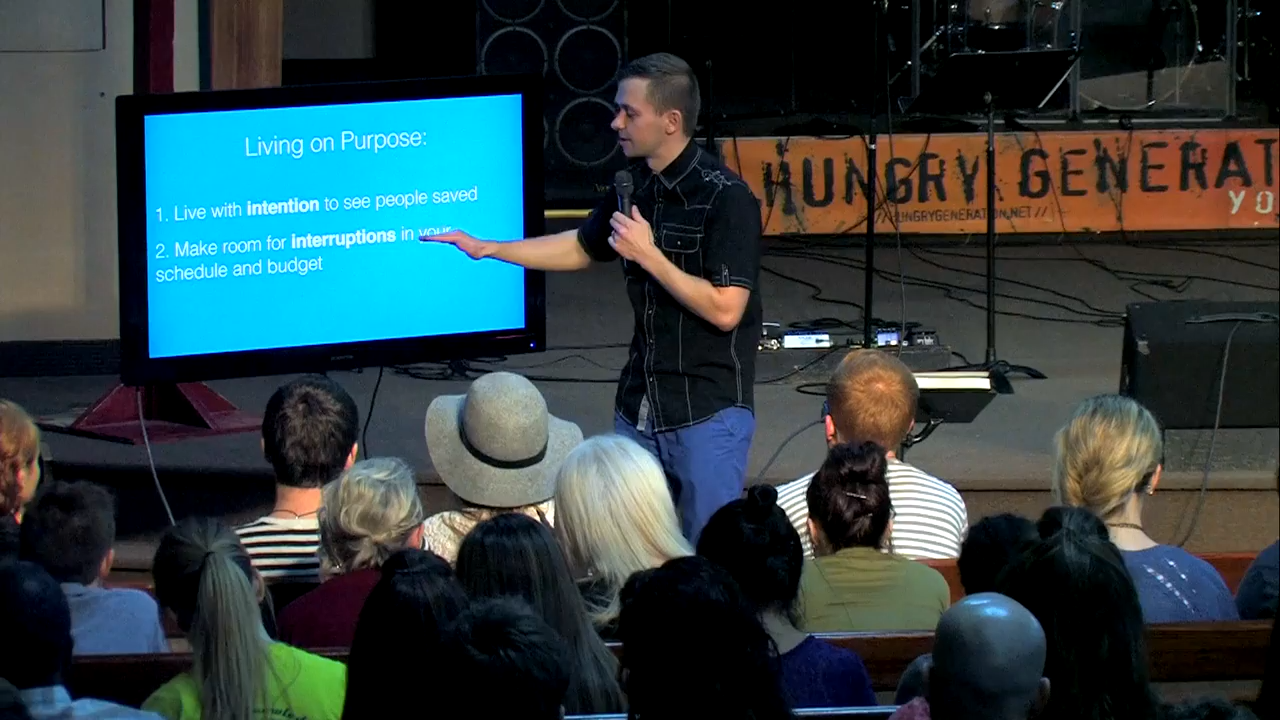 Living on Purpose:
1. Live with intention to see people saved
2. Make room for interruptions in your
schedule and budget
HUNGRY GENERAT
//HUNGRYGENERATION.NET//
YO